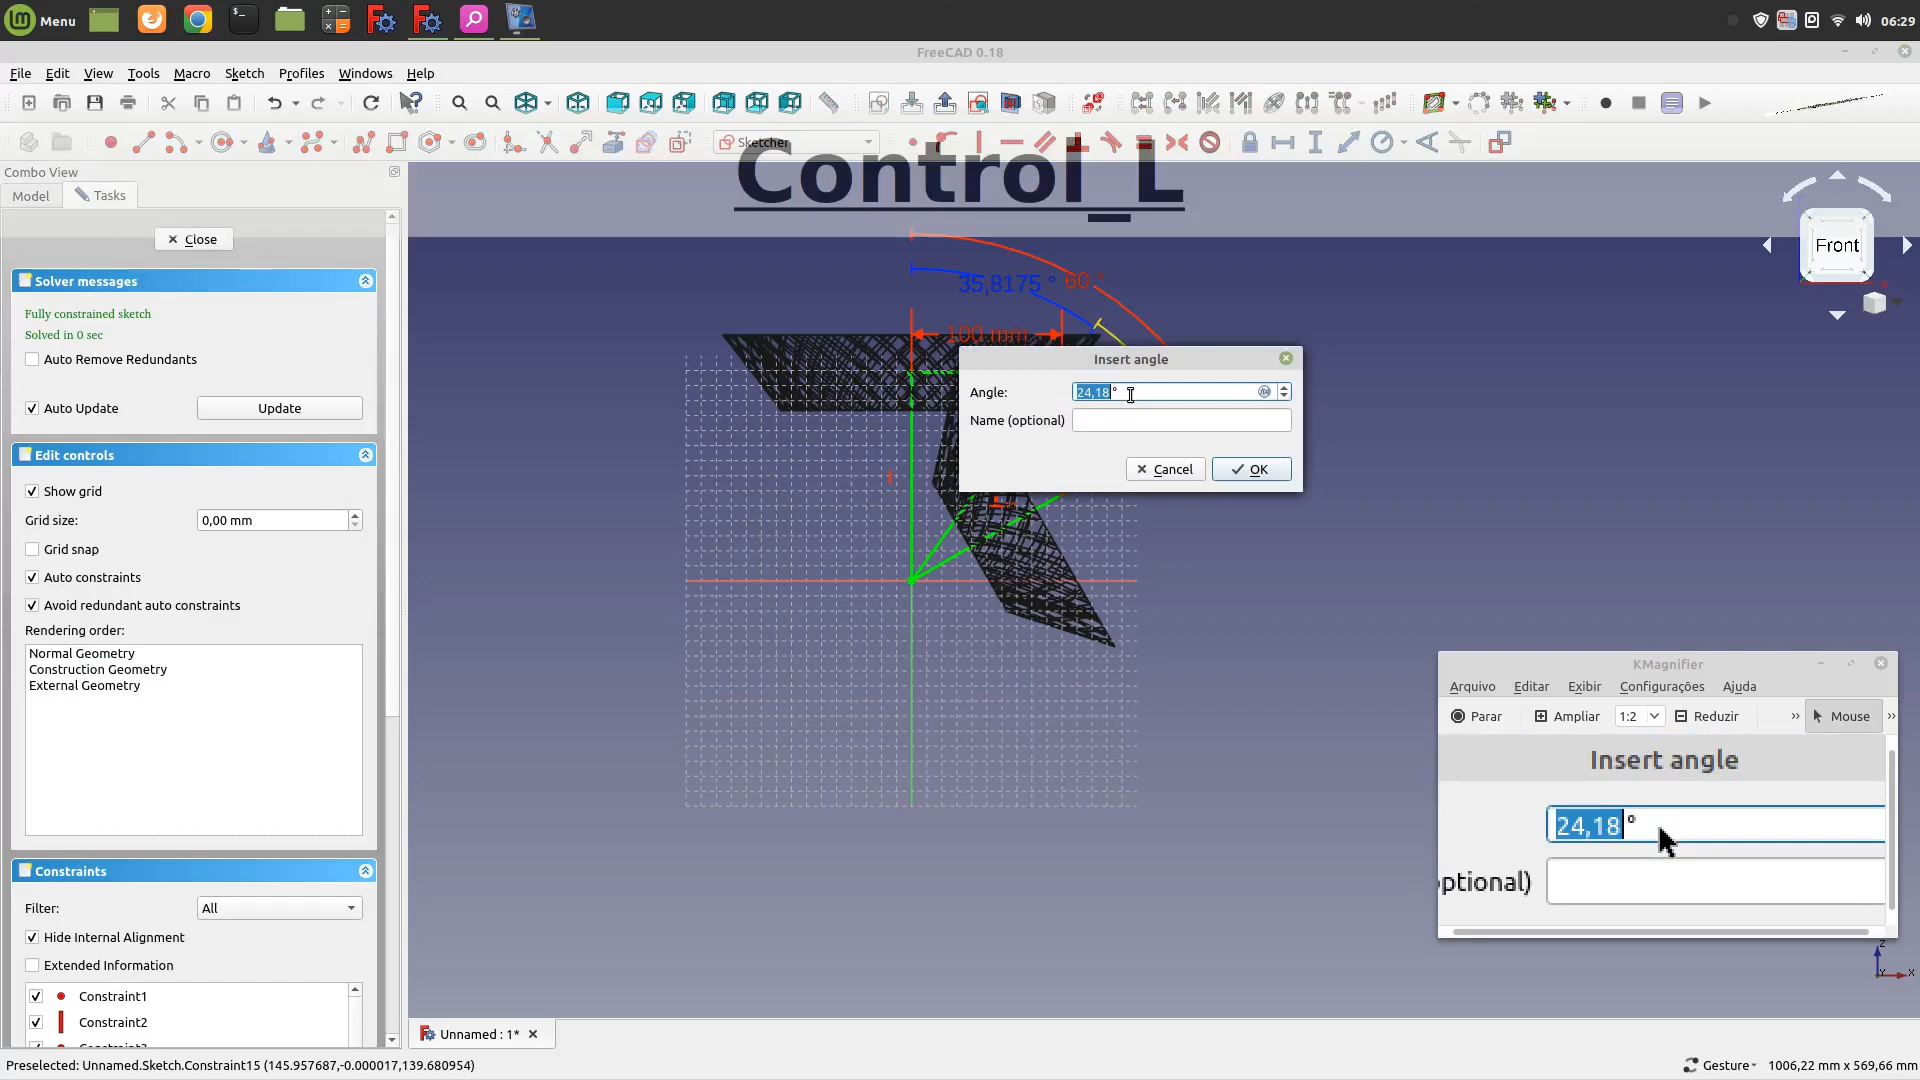 Menu
06:29
FreeCAD 0.18
File Edit View Tools Macro Sketch Profiles Windows Help
Sketcher
Control_L
Combo View
Model
Tasks
Close
Solver messages
Fully constrained sketch
Solved in 0 sec
Auto Remove Redundants
Auto Update
Update
Edit controls
Show grid
Grid size:
0,00 mm
Grid snap
Auto constraints
Avoid redundant auto constraints
Rendering order:
Normal Geometry
Construction Geometry
External Geometry
Constraints
Filter:
All
Hide Internal Alignment
Extended Information
Constraint1
Constraint2
35,8175 °
60 °
100 mm
Front
Insert angle
Angle:
24,18 °
Name (optional)
Cancel
OK
KMagnifier
Arquivo Editar Exibir Configurações Ajuda
Parar
Ampliar
1:2
Reduzir
Mouse
Insert angle
24,18 °
optional)
Z
Y
X
Unnamed : 1*
Preselected: Unnamed.Sketch.Constraint15 (145.957687,-0.000017,139.680954)
Gesture
1006,22 mm x 569,66 mm